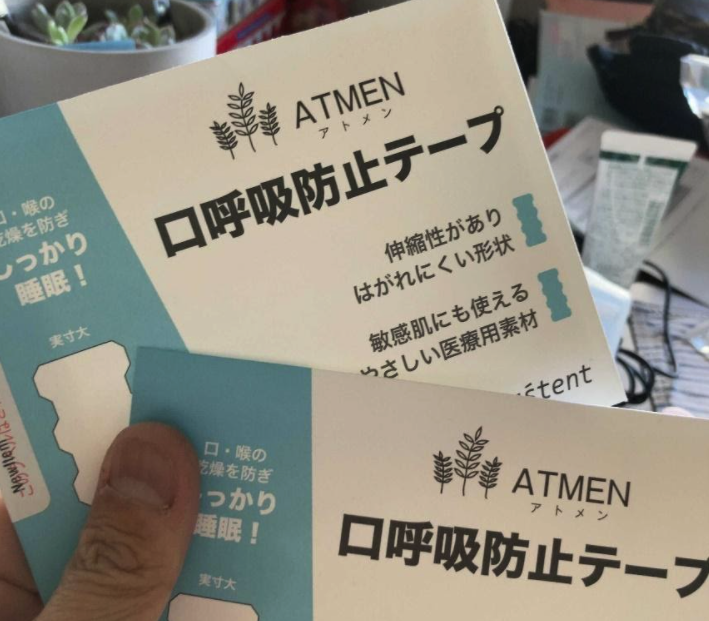 ATMEN
アトメン
口呼吸防止テープ
口・喉の
乾燥を防ぎ
しっかり
睡眠！
実寸大
伸縮性があり
はがれにくい形状
敏感肌にも使える
やさしい医療用素材
ATMEN
アトメン
口呼吸防止テープ
口・喉の
乾燥を防ぎ
っかり
睡眠！
実寸大